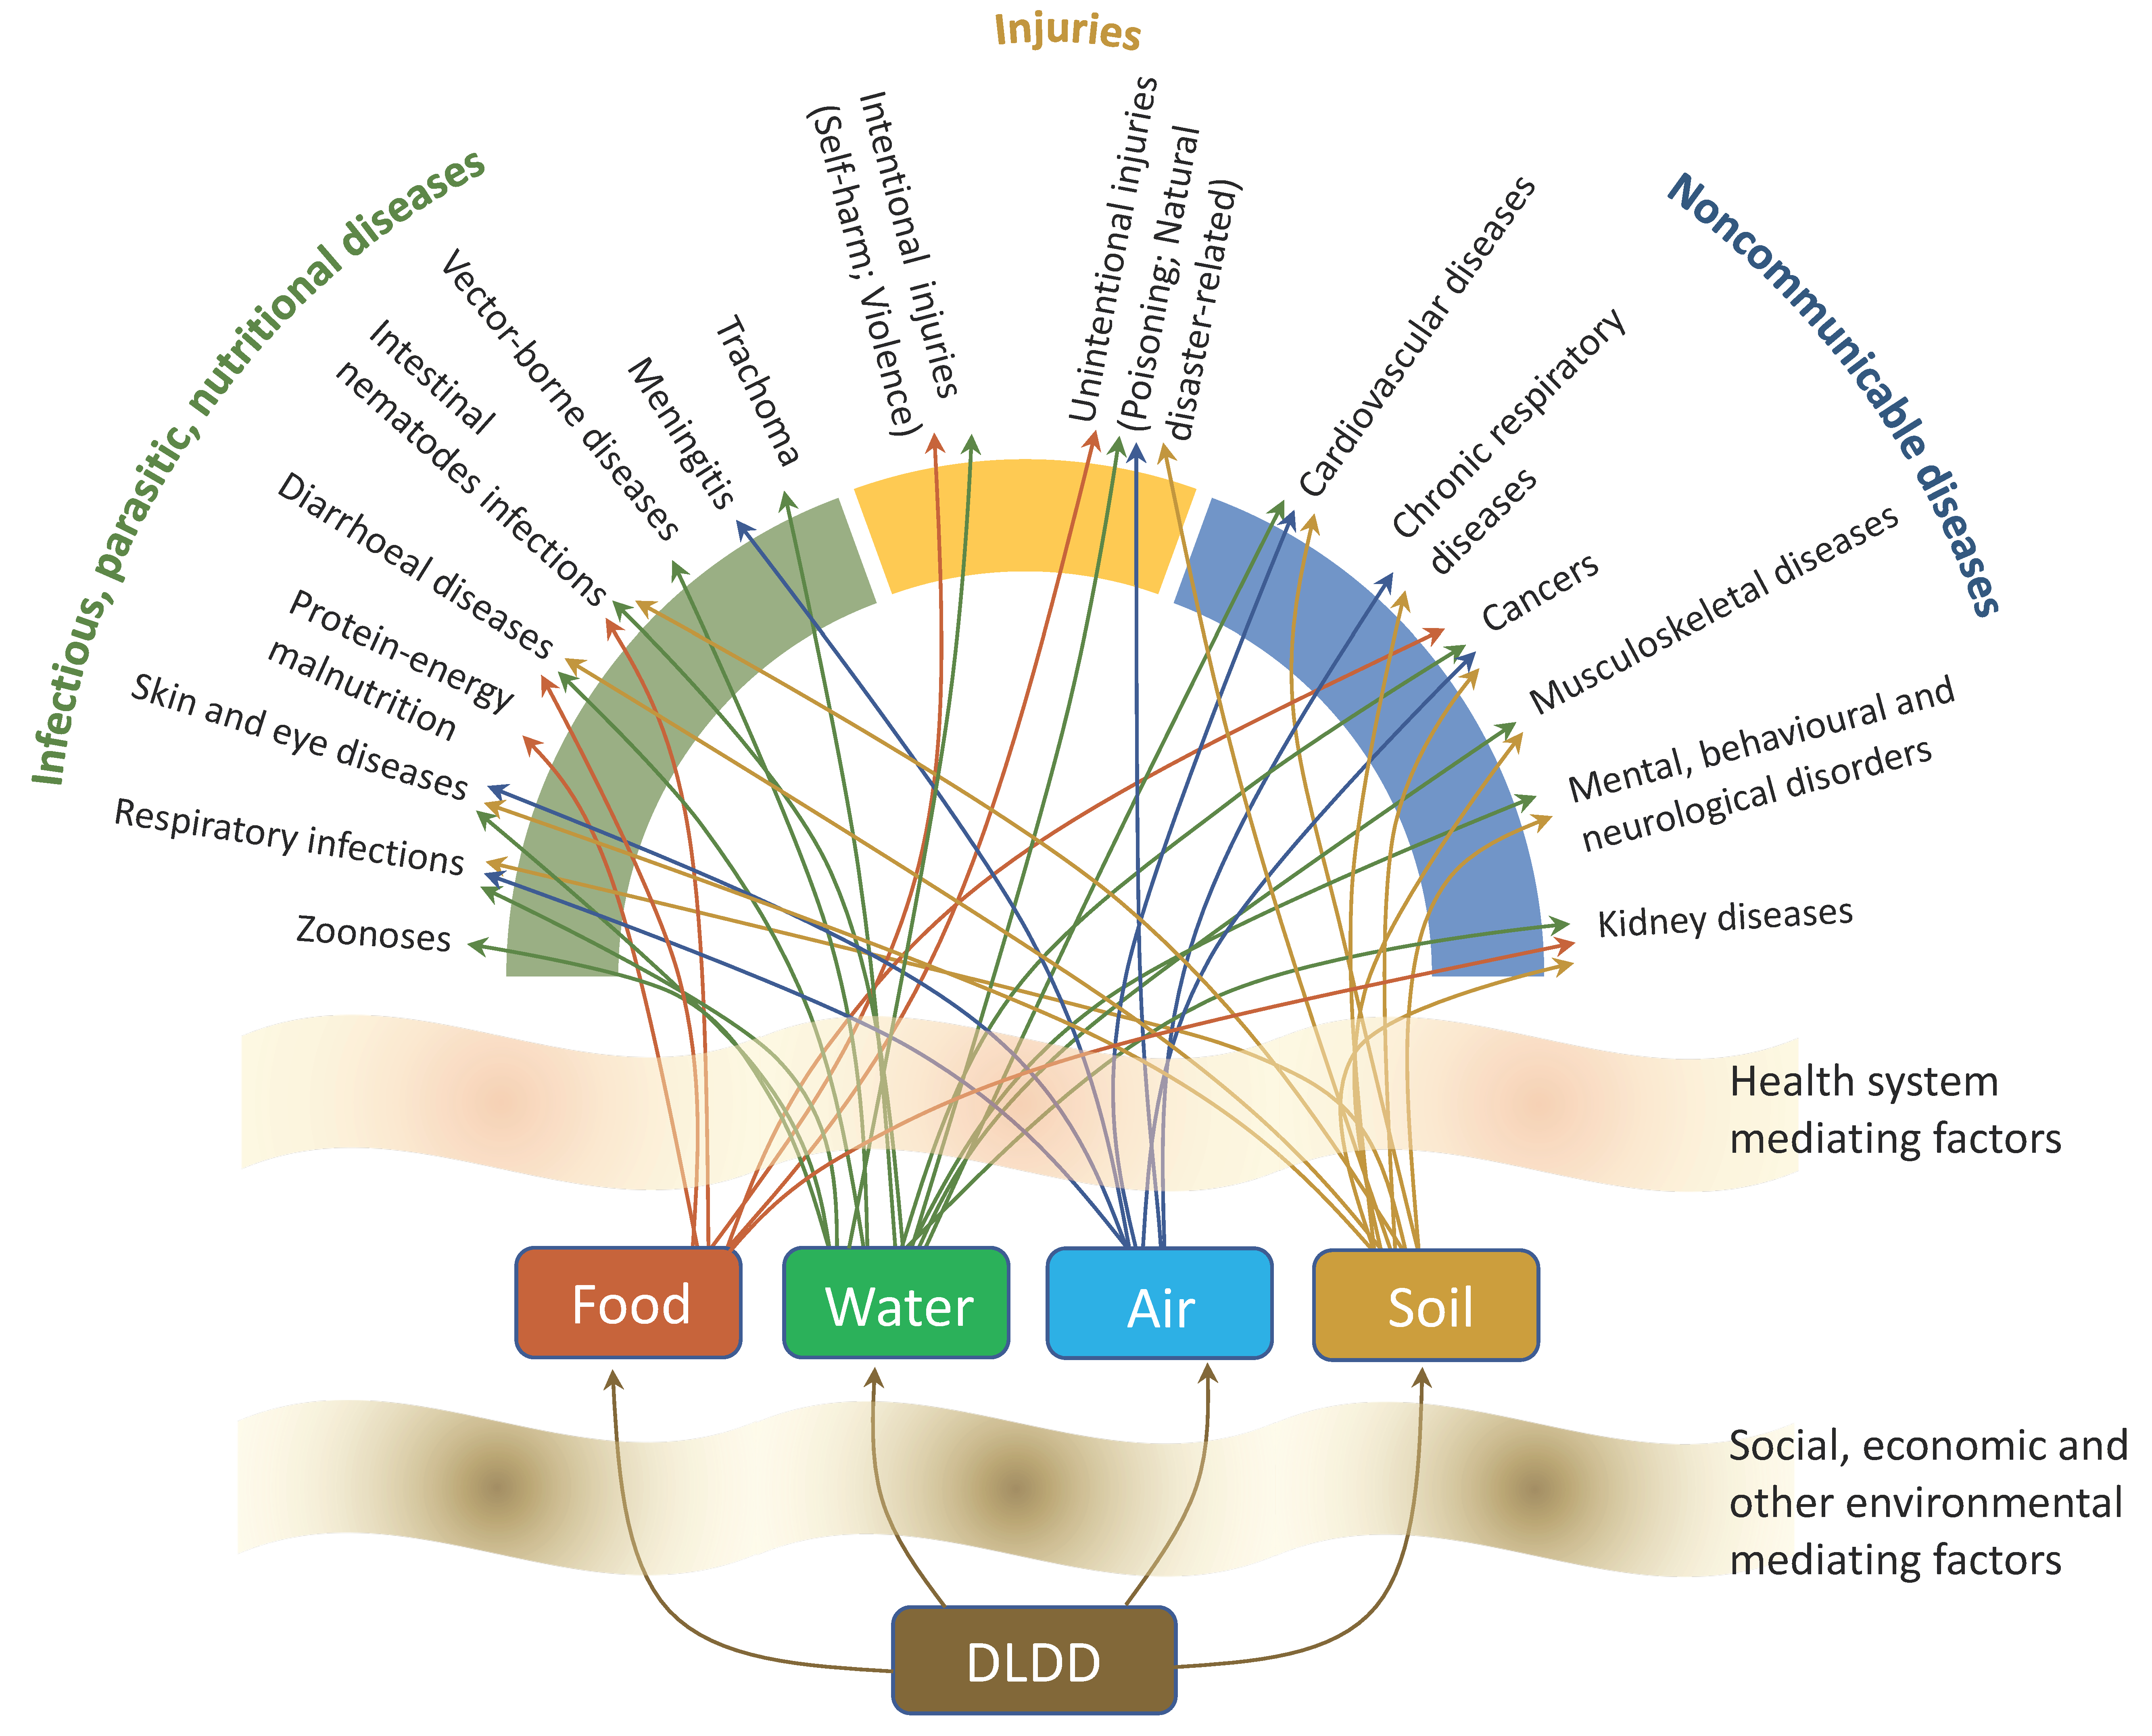 Injuries
Infectious, parasitic, nutritional diseases
Noncommunicable diseases
Zoonoses
Respiratory infections
Skin and eye diseases
Protein-energy
malnutrition
Diarrhoeal diseases
Intestinal
nematodes infections
Vector-borne diseases
Meningitis
Trachoma
Intentional injuries
(Self-harm; Violence)
Unintentional injuries
(Poisoning; Natural
disaster-related)
Cardiovascular diseases
Chronic respiratory
diseases
Cancers
Musculoskeletal diseases
Mental, behavioural and
neurological disorders
Kidney diseases
Health system
mediating factors
Food
Water
Air
Soil
Social, economic and
other environmental
mediating factors
DLDD